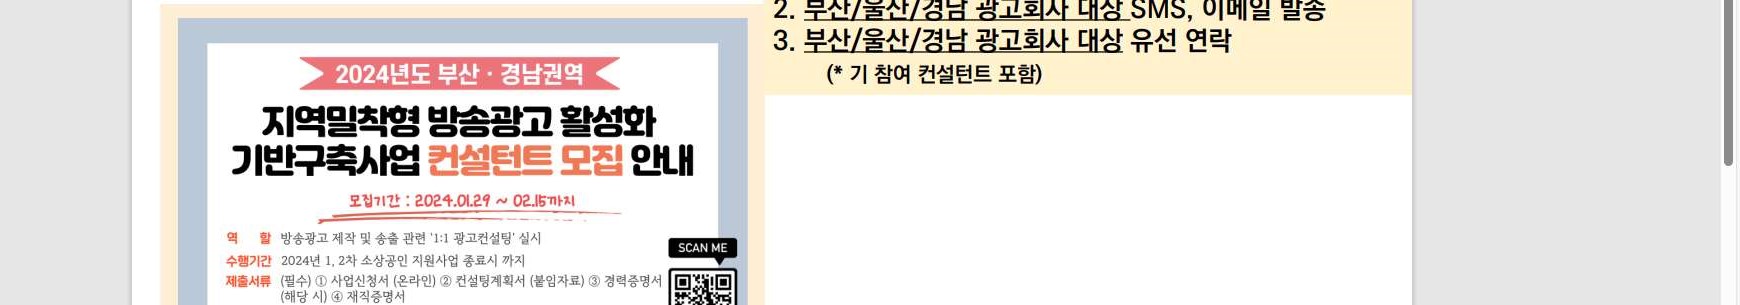 2. 부산/울산/경남 광고회사 대상 SMS, 이메일 발송
3. 부산/울산/경남 광고회사 대상 유선 연락
(* 기 참여 컨설턴트 포함)
2024년도 부산 · 경남권역
지역밀착형 방송광고 활성화
기반구축사업 컨설턴트 모집 안내
모집기간 : 2024.01.29 ~ 02.15까지
역 할 방송광고 제작 및 송출 관련 '1:1 광고컨설팅' 실시
수행기간 2024년 1, 2차 소상공인 지원사업 종료시 까지
제출서류 (필수) ① 사업신청서 (온라인) ② 컨설팅계획서 (붙임자료) ③ 경력증명서
(해당 시) ④ 재직증명서
SCAN ME